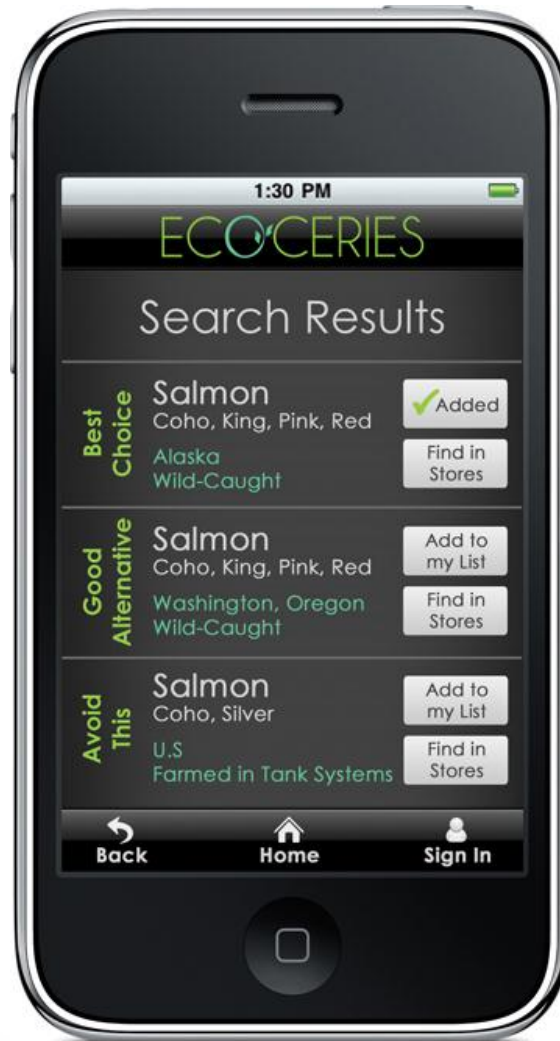 1:30 PM
ECO'CERIES
Search Results
Best
Choice
Salmon
Coho, King, Pink, Red
Alaska
Wild-Caught
Added
Find in
Stores
Good
Alternative
Salmon
Coho, King, Pink, Red
Washington, Oregon
Wild-Caught
Add to
my List
Find in
Stores
Avoid
This
Salmon
Coho, Silver
U.S
Farmed in Tank Systems
Add to
my List
Find in
Stores
Back
Home
Sign In